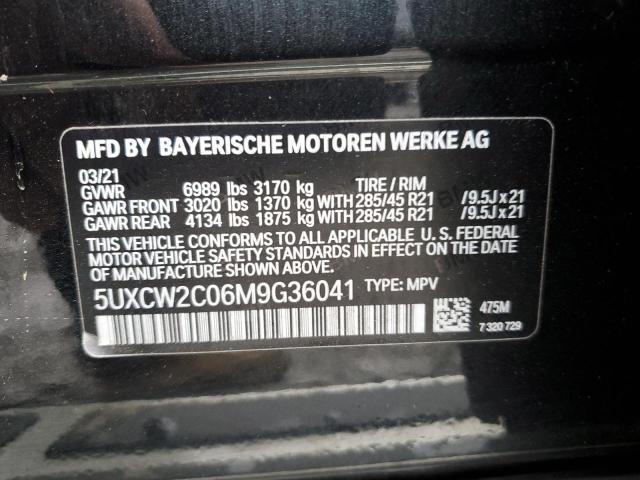 MFD BY BAYERISCHE MOTOREN WERKE AG
03/21
GVWR 6989 lbs 3170 kg TIRE / RIM
GAWR FRONT 3020 lbs 1370 kg WITH 285/45 R21 /9.5J x 21
GAWR REAR 4134 lbs 1875 kg WITH 285/45 R21 /9.5J x 21
THIS VEHICLE CONFORMS TO ALL APPLICABLE U. S. FEDERAL
MOTOR VEHICLE SAFETY STANDARDS IN EFFECT ON THE
DATE OF MANUFACTURE SHOWN ABOVE.
5UXCW2C06M9G36041 TYPE: MPV
475M
7 320 729